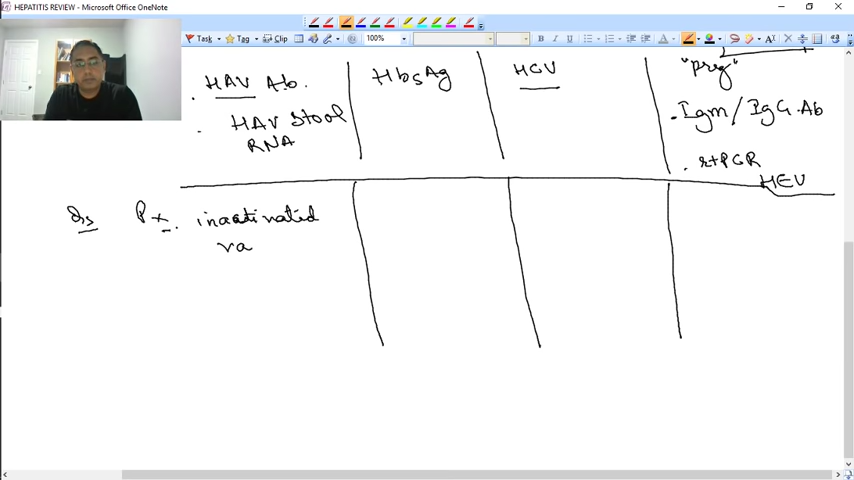 HEPATITIS REVIEW - Microsoft Office OneNote
Task
Tag
Clip
100%
"preg"
HAV Ab.
HbsAg
HCV
. HAV stool
RNA
. Igm / IgG. Ab
. rtPCR
HEV
Px. inactivated
va